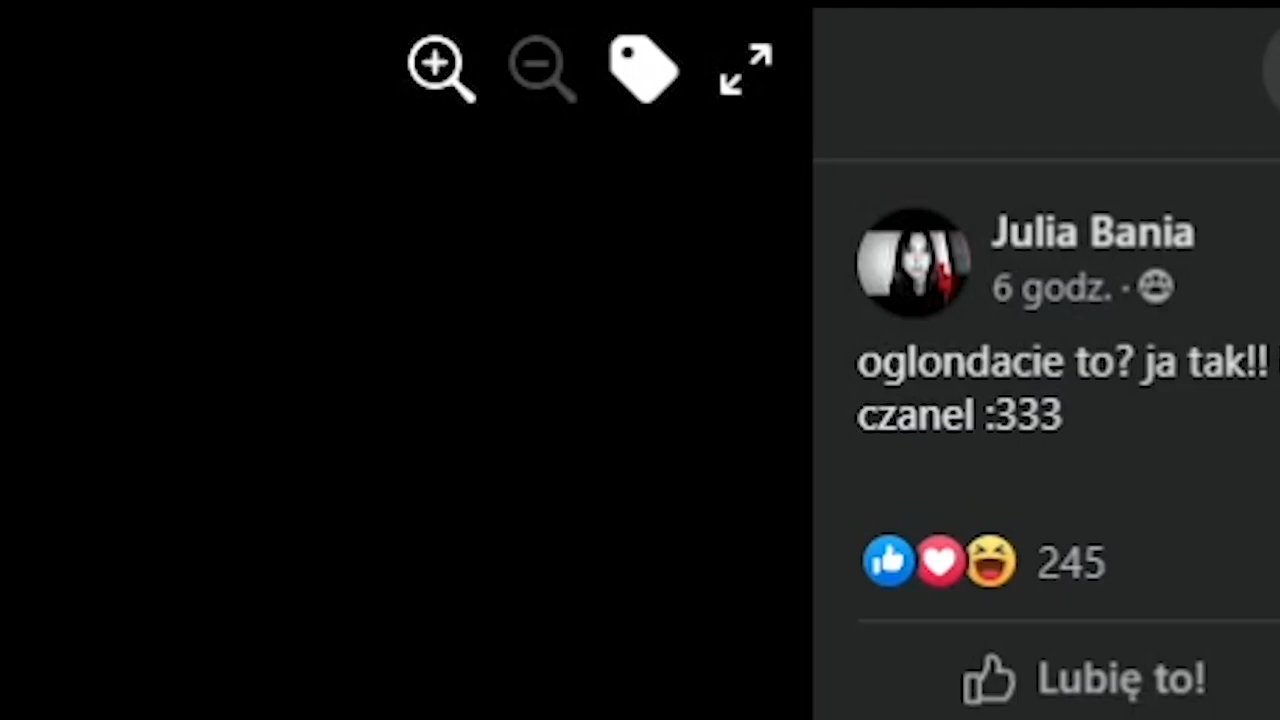 Julia Bania
6 godz. ·
oglondacie to? ja tak!!
czanel :333
245
Lubię to!